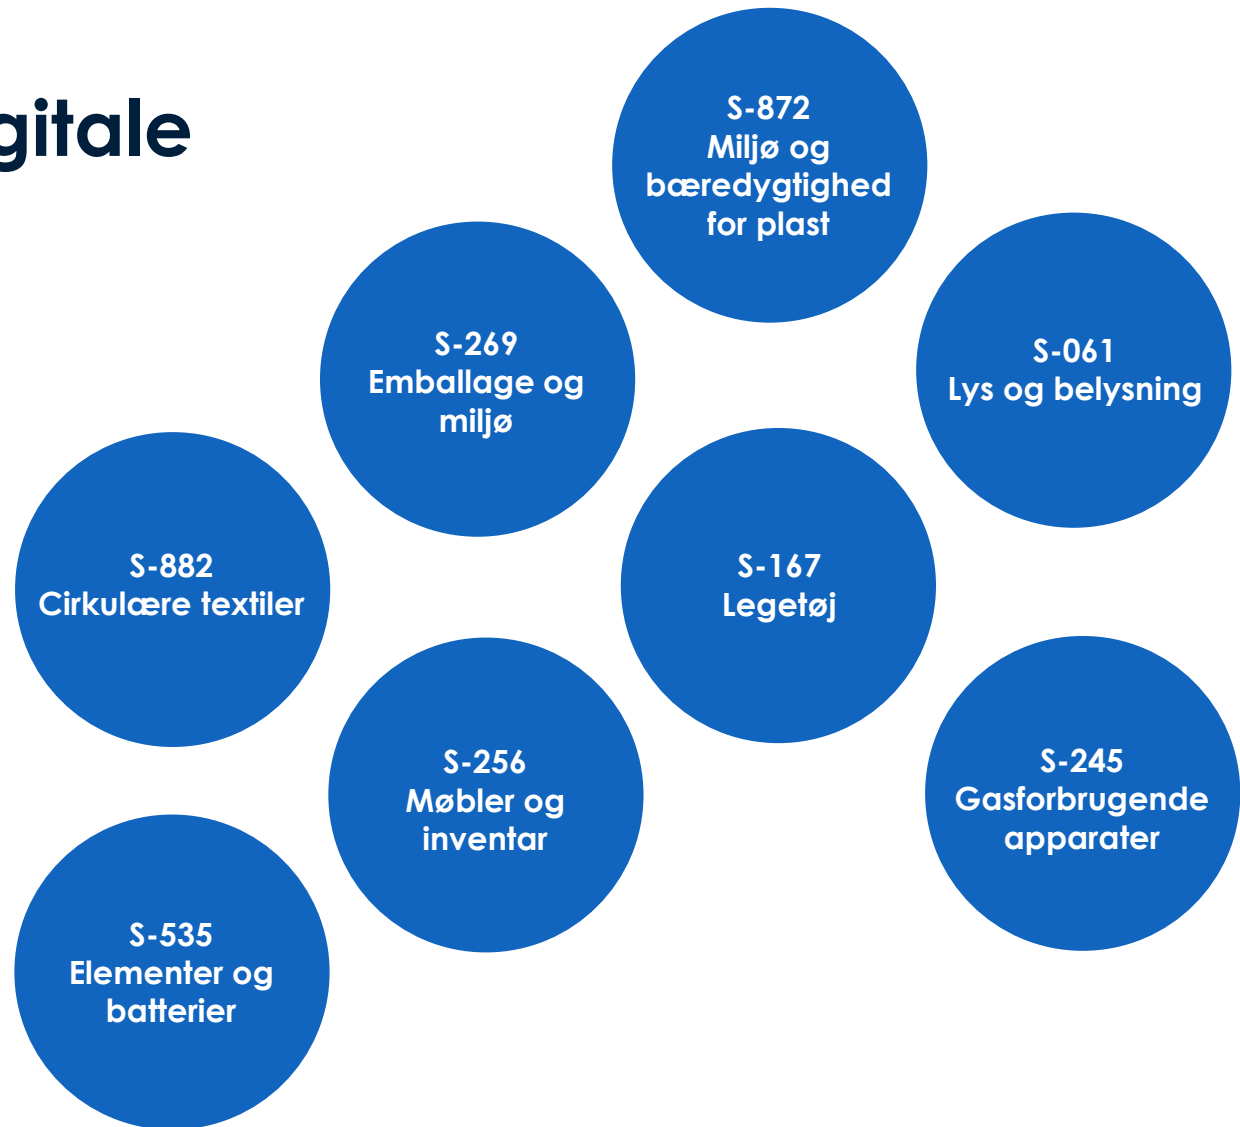 gitale
S-872
Miljø og
bæredygtighed
for plast
S-269
Emballage og
miljø
S-061
Lys og belysning
S-882
Cirkulære textiler
S-167
Legetøj
S-256
Møbler og
inventar
S-245
Gasforbrugende
apparater
S-535
Elementer og
batterier